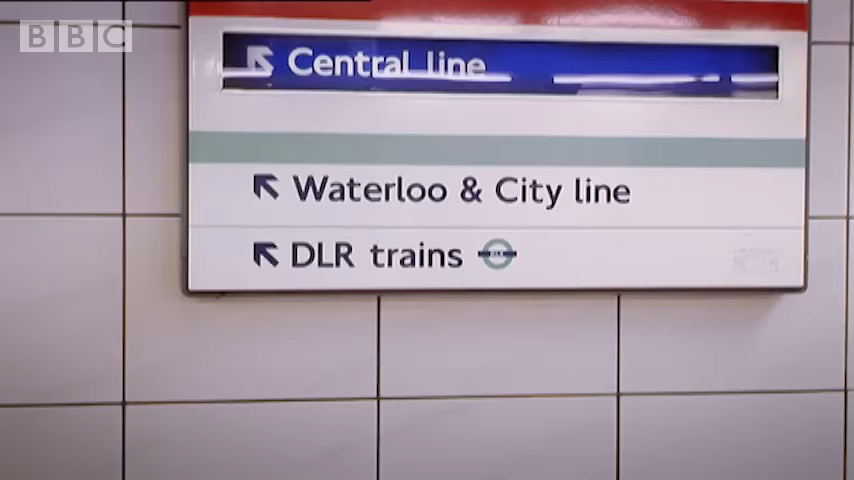 BBC
Central line
Waterloo & City line
DLR trains